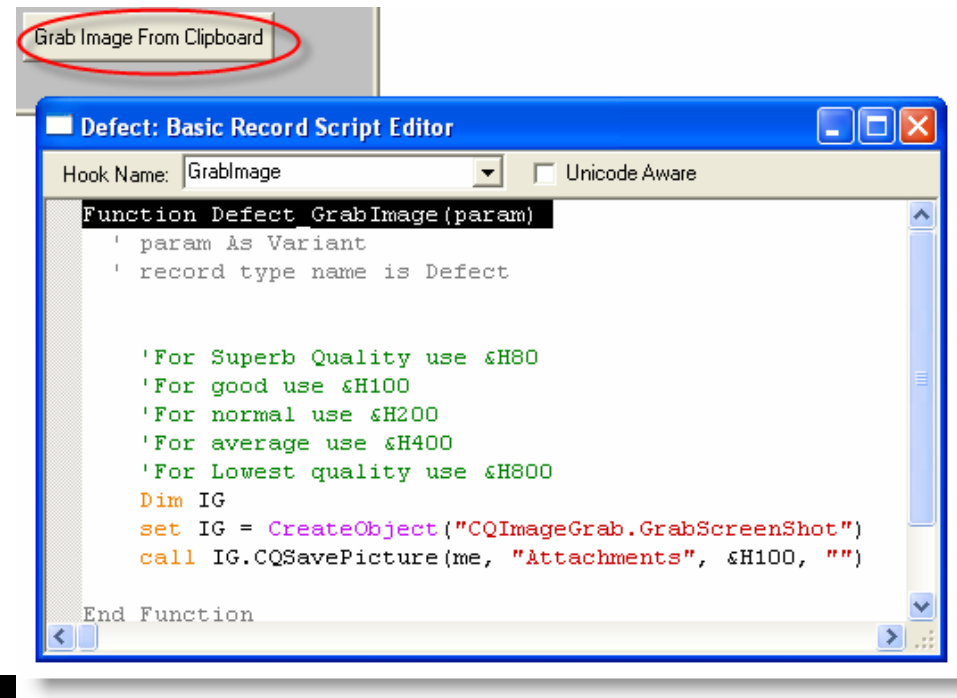 Grab Image From Clipboard
Defect: Basic Record Script Editor
Hook Name: GrabImage Unicode Aware
Function Defect_GrabImage(param)
' param As Variant
' record type name is Defect
'For Superb Quality use &H80
'For good use &H100
'For normal use &H200
'For average use &H400
'For Lowest quality use &H800
Dim IG
set IG = CreateObject("CQImageGrab.GrabScreenShot")
call IG.CQSavePicture(me, "Attachments", &H100, "")
End Function